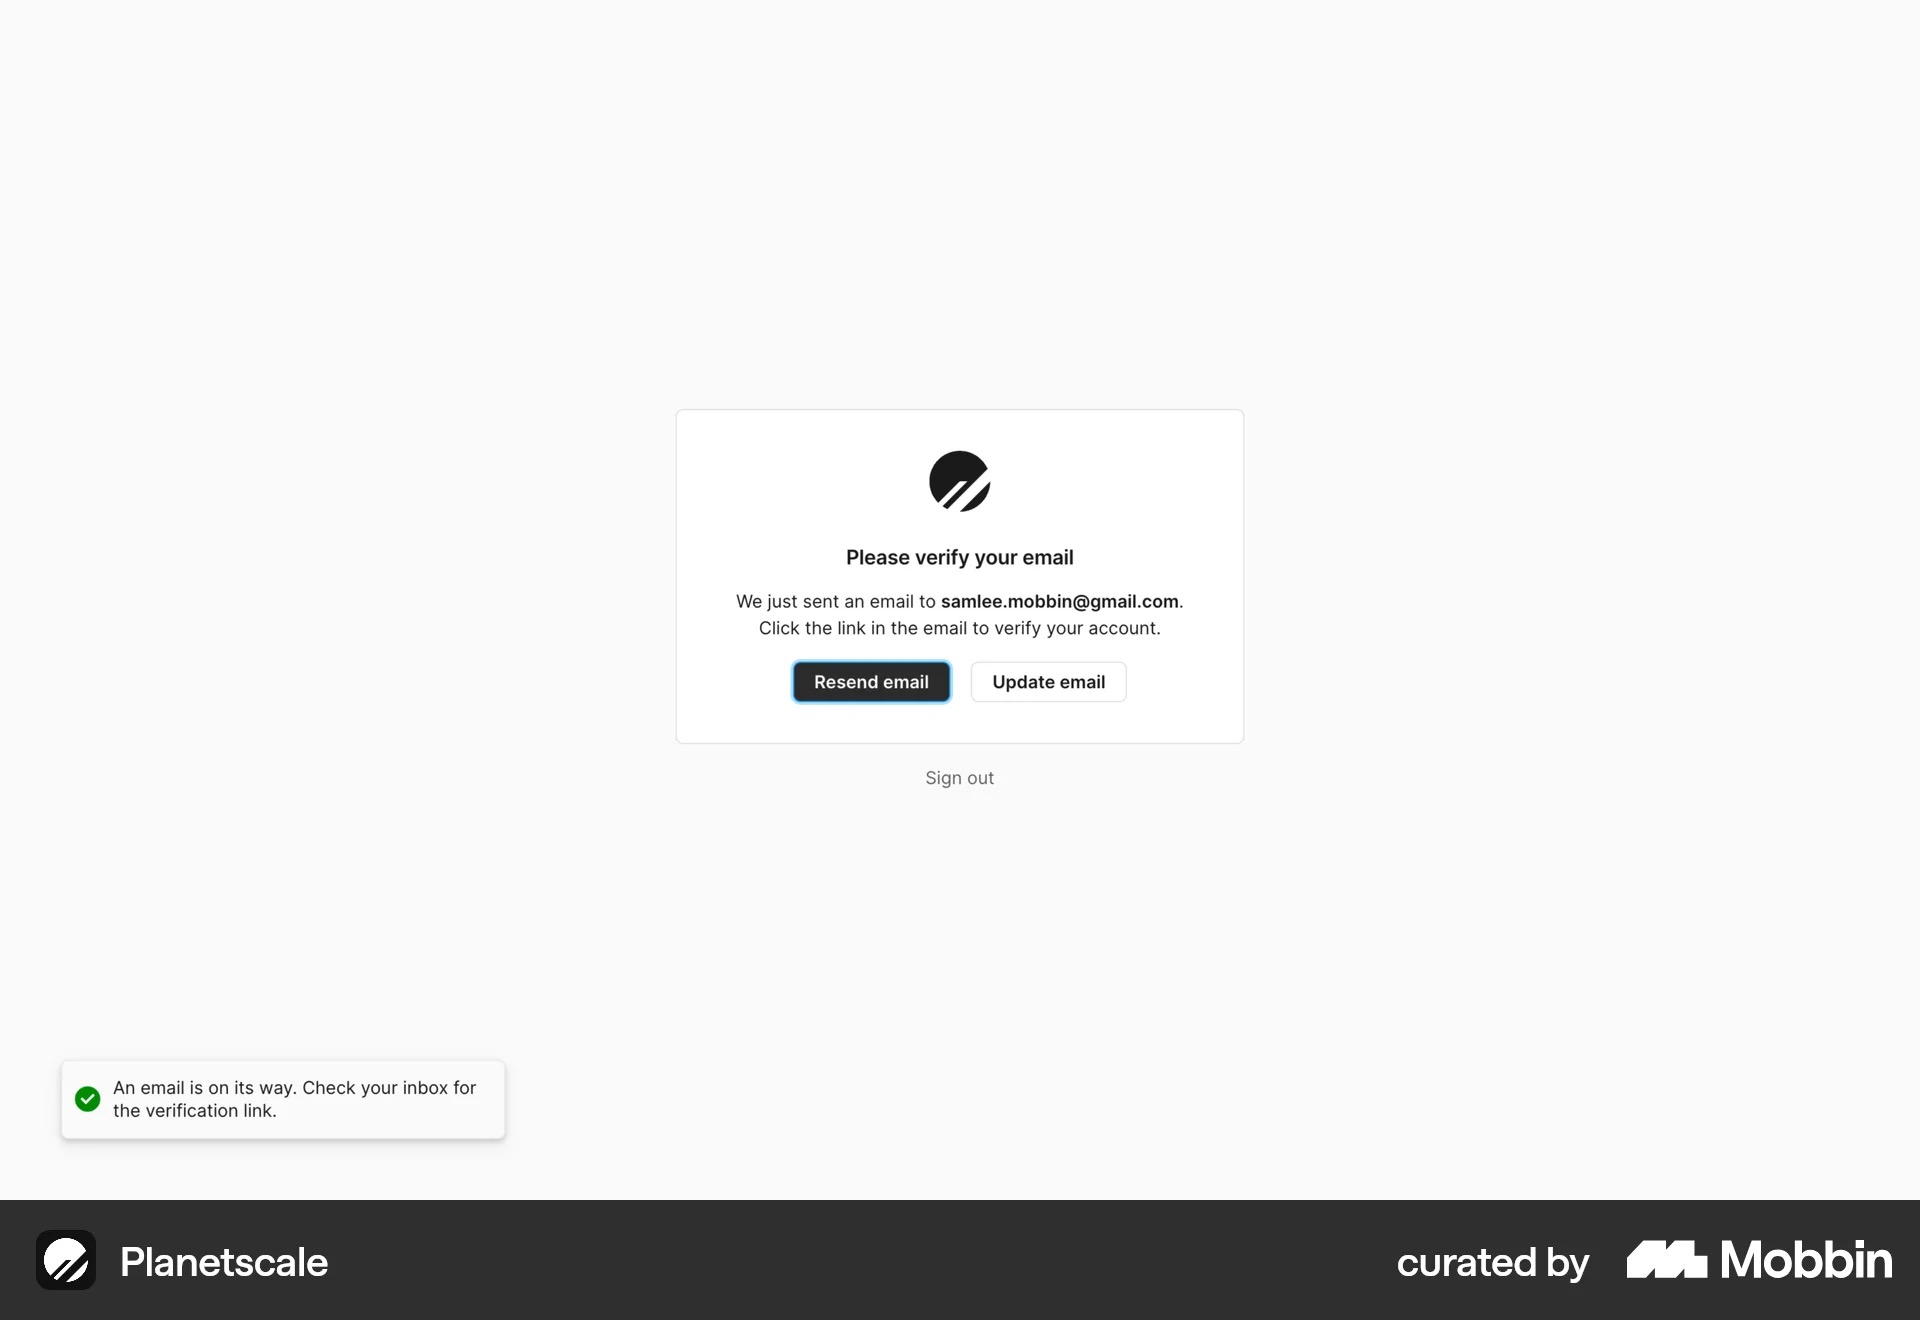 Please verify your email
We just sent an email to samlee.mobbin@gmail.com.
Click the link in the email to verify your account.
Resend email
Update email
Sign out
An email is on its way. Check your inbox for
the verification link.
Planetscale
curated by
Mobbin